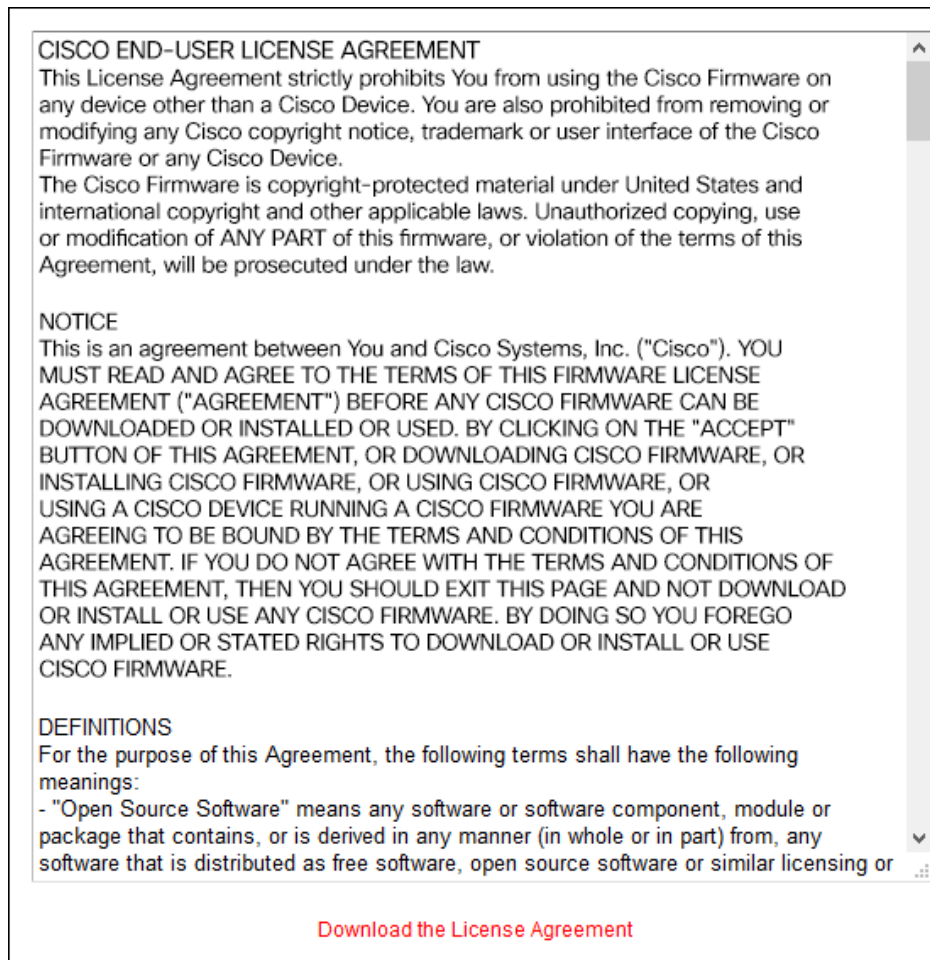 CISCO END-USER LICENSE AGREEMENT
This License Agreement strictly prohibits You from using the Cisco Firmware on
any device other than a Cisco Device. You are also prohibited from removing or
modifying any Cisco copyright notice, trademark or user interface of the Cisco
Firmware or any Cisco Device.
The Cisco Firmware is copyright-protected material under United States and
international copyright and other applicable laws. Unauthorized copying, use
or modification of ANY PART of this firmware, or violation of the terms of this
Agreement, will be prosecuted under the law.
NOTICE
This is an agreement between You and Cisco Systems, Inc. ("Cisco"). YOU
MUST READ AND AGREE TO THE TERMS OF THIS FIRMWARE LICENSE
AGREEMENT ("AGREEMENT") BEFORE ANY CISCO FIRMWARE CAN BE
DOWNLOADED OR INSTALLED OR USED. BY CLICKING ON THE "ACCEPT"
BUTTON OF THIS AGREEMENT, OR DOWNLOADING CISCO FIRMWARE, OR
INSTALLING CISCO FIRMWARE, OR USING CISCO FIRMWARE, OR
USING A CISCO DEVICE RUNNING A CISCO FIRMWARE YOU ARE
AGREEING TO BE BOUND BY THE TERMS AND CONDITIONS OF THIS
AGREEMENT. IF YOU DO NOT AGREE WITH THE TERMS AND CONDITIONS OF
THIS AGREEMENT, THEN YOU SHOULD EXIT THIS PAGE AND NOT DOWNLOAD
OR INSTALL OR USE ANY CISCO FIRMWARE. BY DOING SO YOU FOREGO
ANY IMPLIED OR STATED RIGHTS TO DOWNLOAD OR INSTALL OR USE
CISCO FIRMWARE.
DEFINITIONS
For the purpose of this Agreement, the following terms shall have the following
meanings:
- "Open Source Software" means any software or software component, module or
package that contains, or is derived in any manner (in whole or in part) from, any
software that is distributed as free software, open source software or similar licensing or
Download the License Agreement